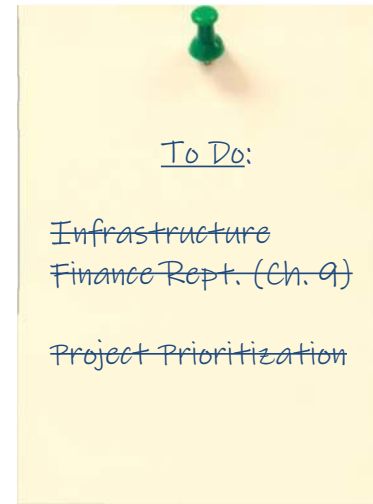 To Do:
Infrastructure
Finance Rept. (Ch. 9)
Project Prioritization